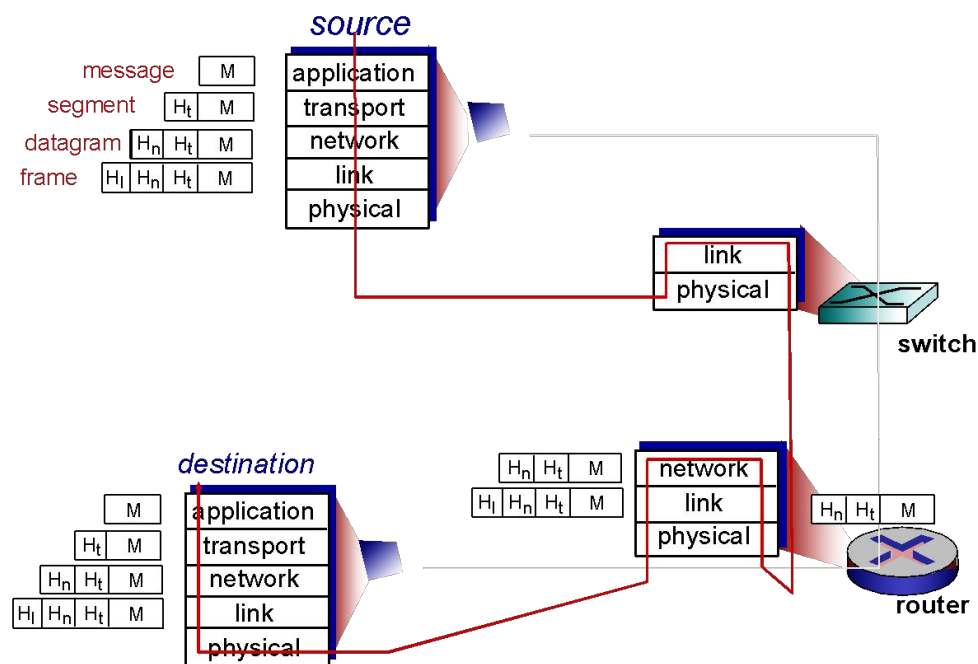 source
message M application
segment Ht M transport
datagram Hn Ht M network
frame Hl Hn Ht M link
physical
link
physical
switch
destination
Hn Ht M network
Hl Hn Ht M link
physical
Hn Ht M
router
M application
Ht M transport
Hn Ht M network
Hl Hn Ht M link
physical